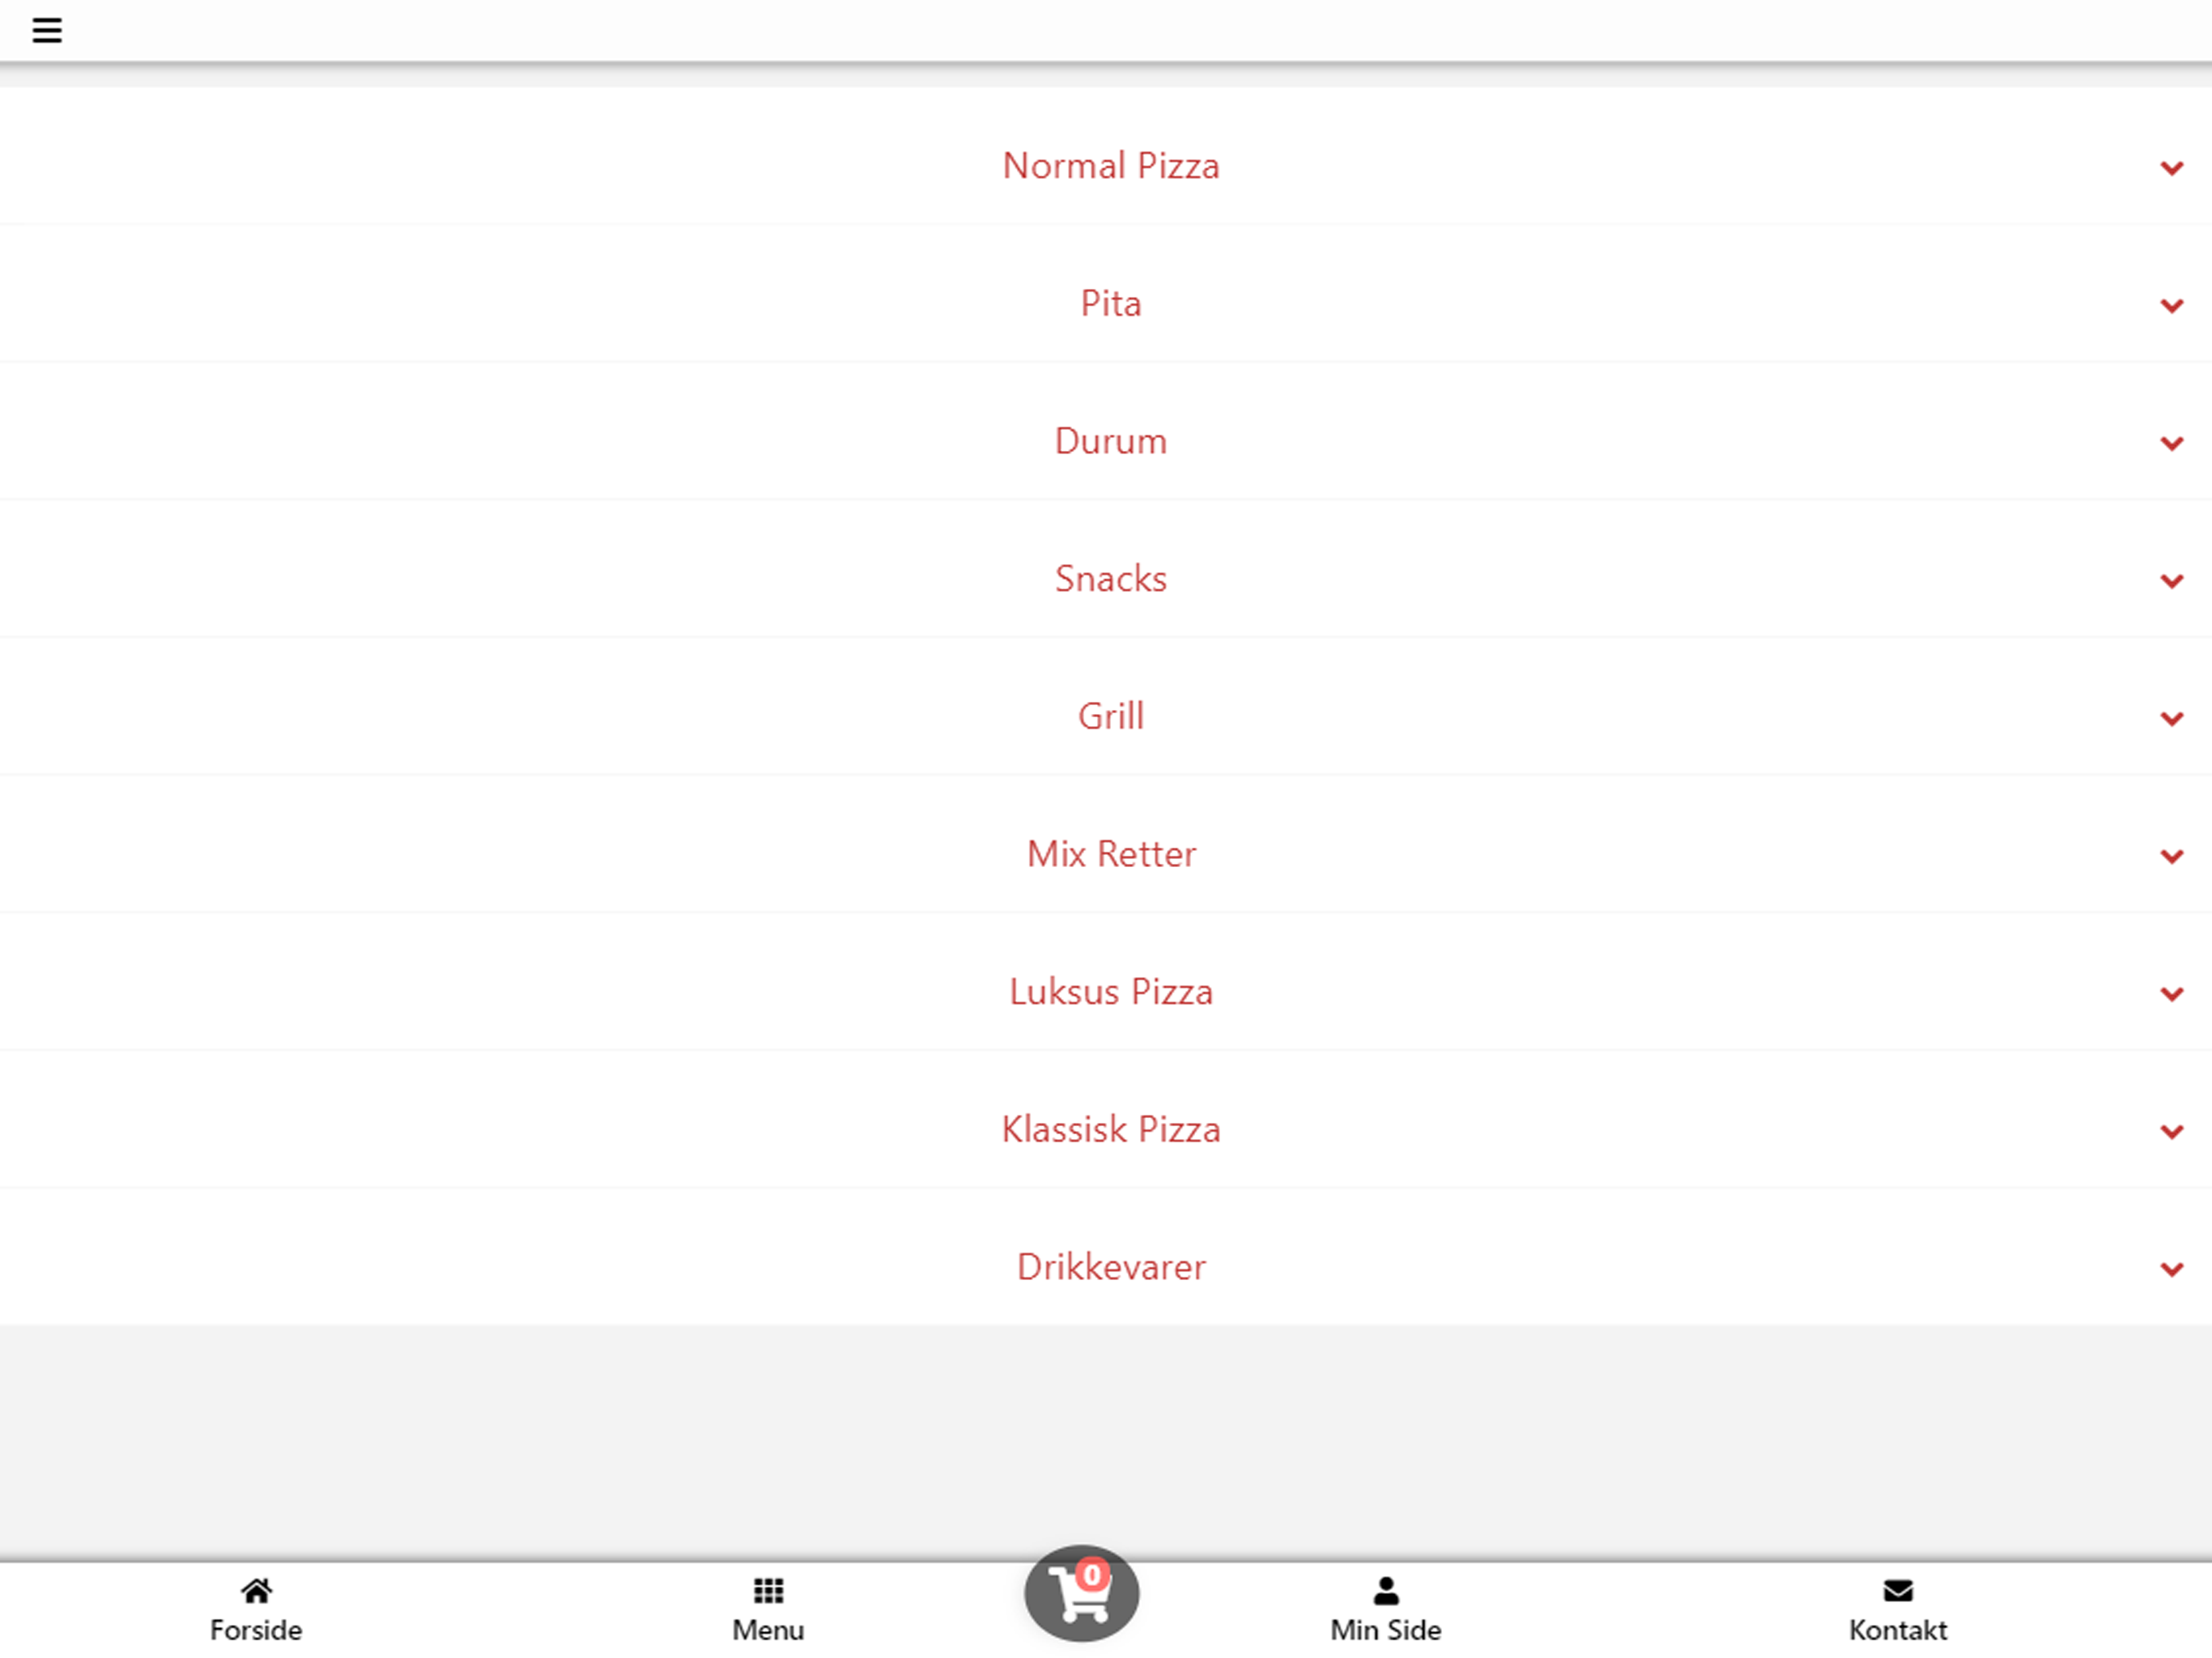 Normal Pizza
Pita
Durum
Snacks
Grill
Mix Retter
Luksus Pizza
Klassisk Pizza
Drikkevarer
0
Forside
Menu
Min Side
Kontakt